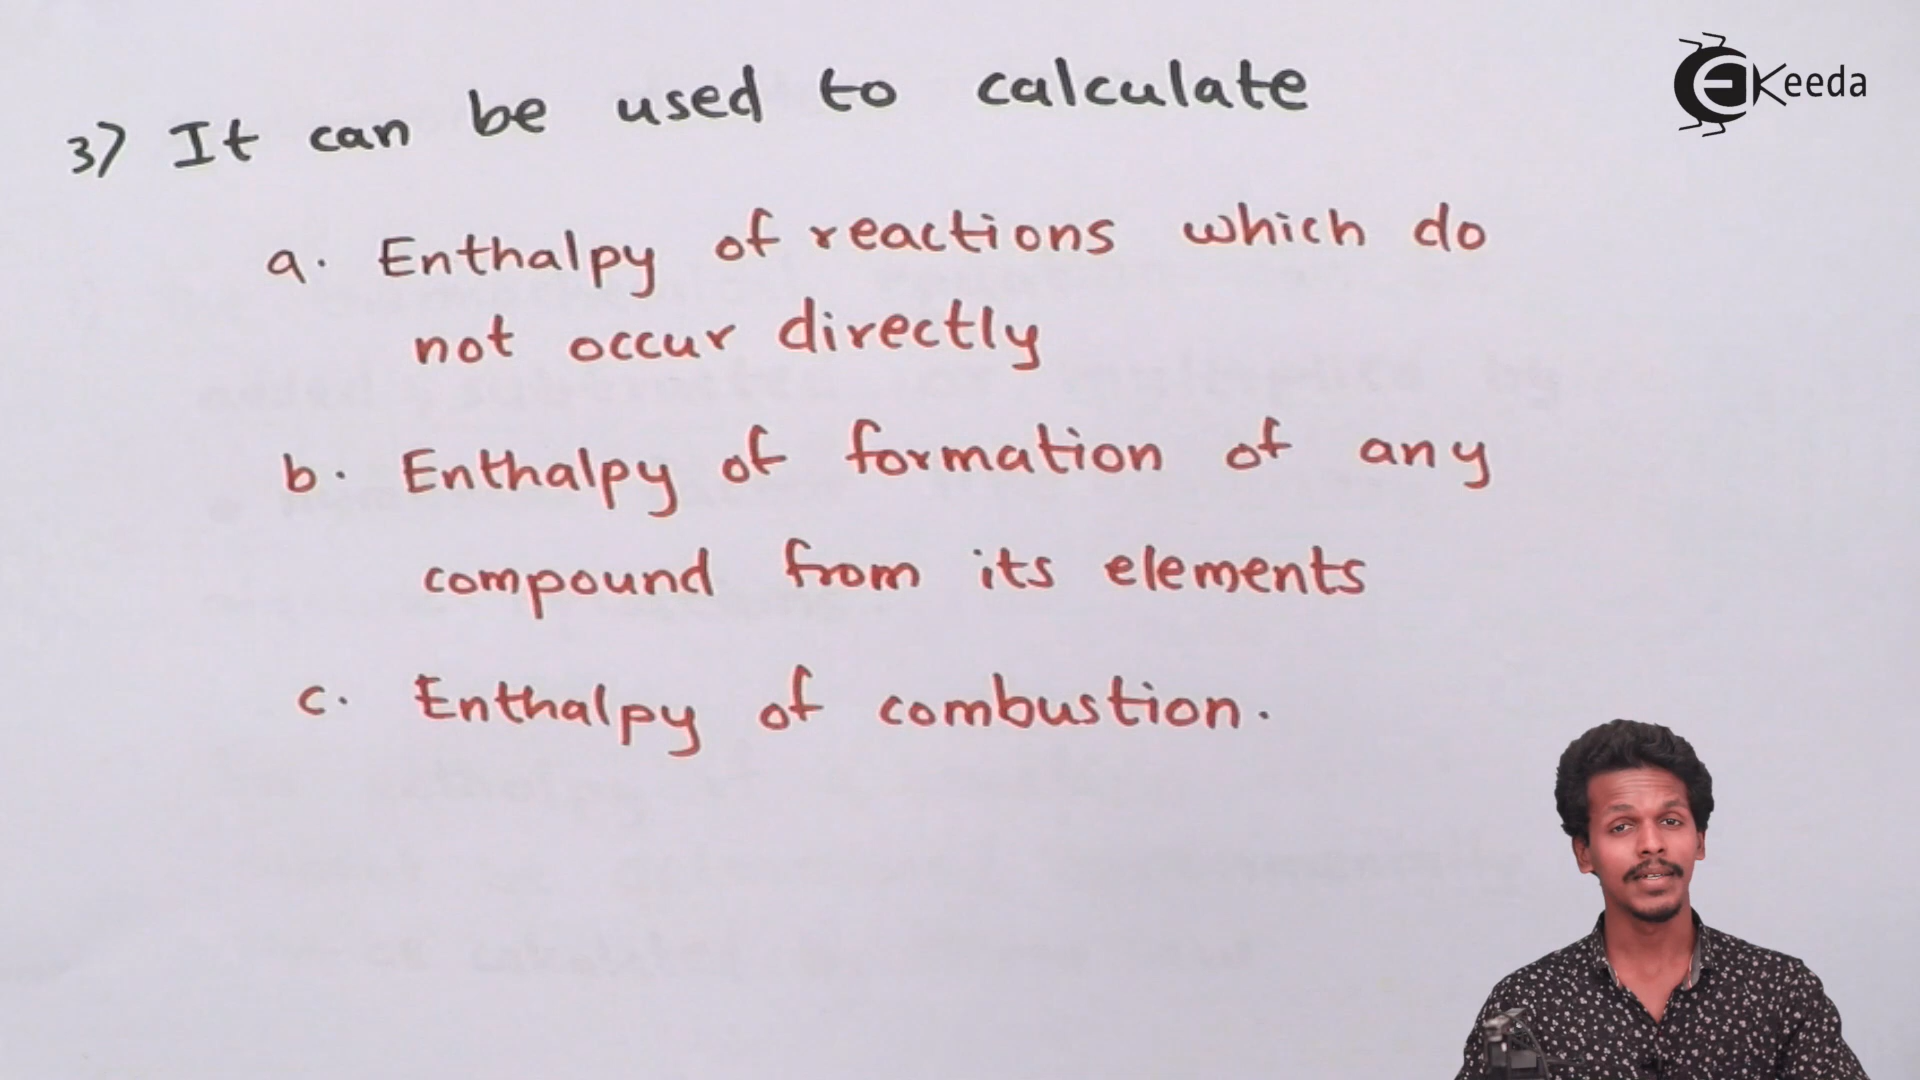 3) It can be used to calculate
a. Enthalpy of reactions which do
not occur directly
b. Enthalpy of formation of any
compound from its elements
c. Enthalpy of combustion.
EKeeda